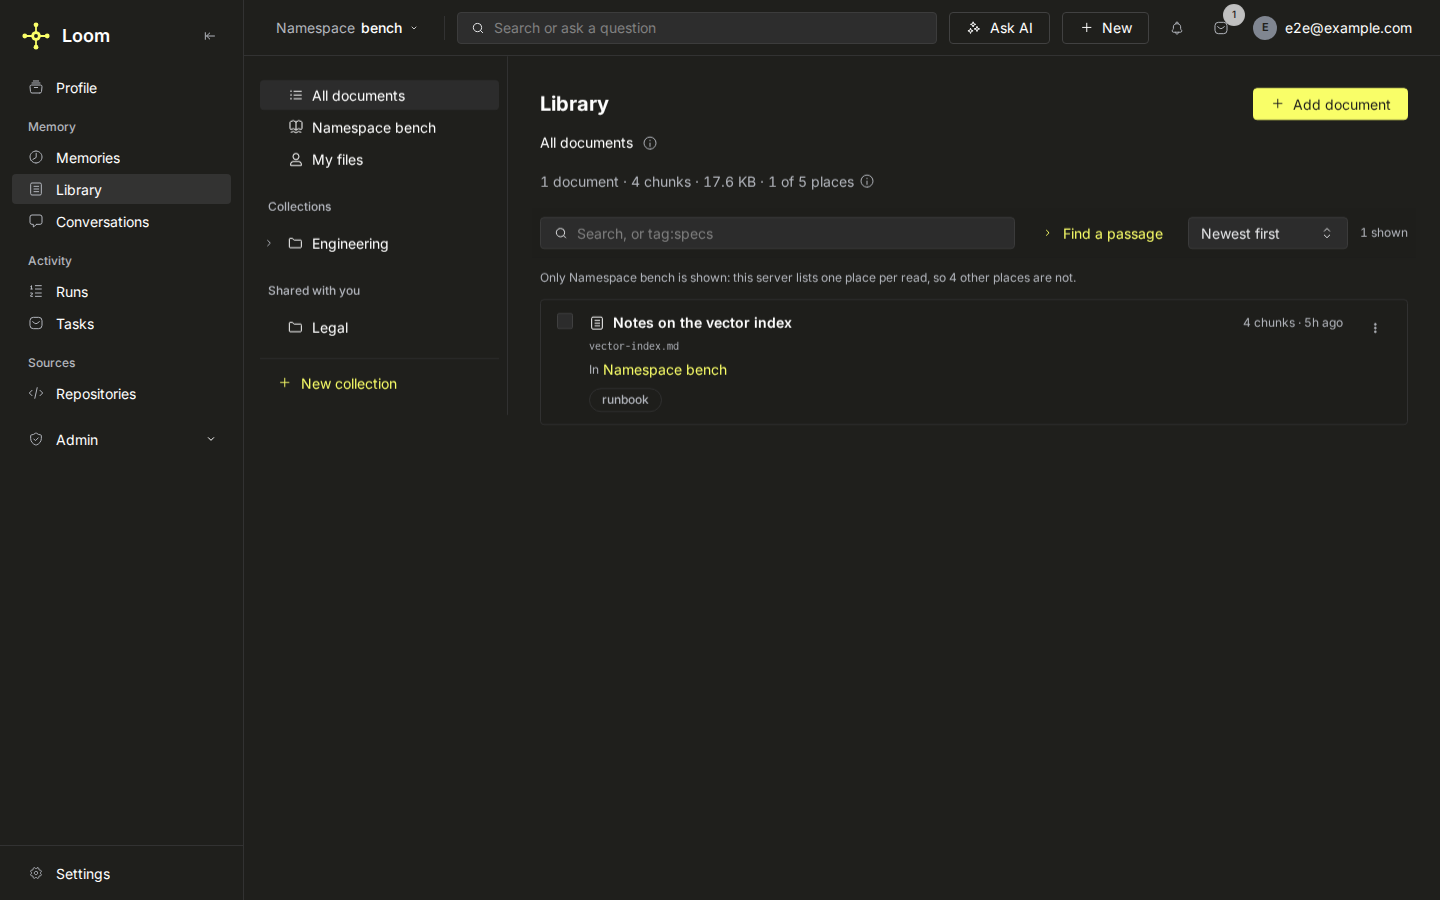 Loom
Profile
Memory
Memories
Library
Conversations
Activity
Runs
Tasks
Sources
Repositories
Admin
Settings
Namespace bench
Search or ask a question
Ask AI
New
1
E
e2e@example.com
All documents
Namespace bench
My files
Collections
Engineering
Shared with you
Legal
New collection
Library
Add document
All documents
1 document · 4 chunks · 17.6 KB · 1 of 5 places
Search, or tag:specs
Find a passage
Newest first
1 shown
Only Namespace bench is shown: this server lists one place per read, so 4 other places are not.
Notes on the vector index
4 chunks · 5h ago
vector-index.md
In Namespace bench
runbook